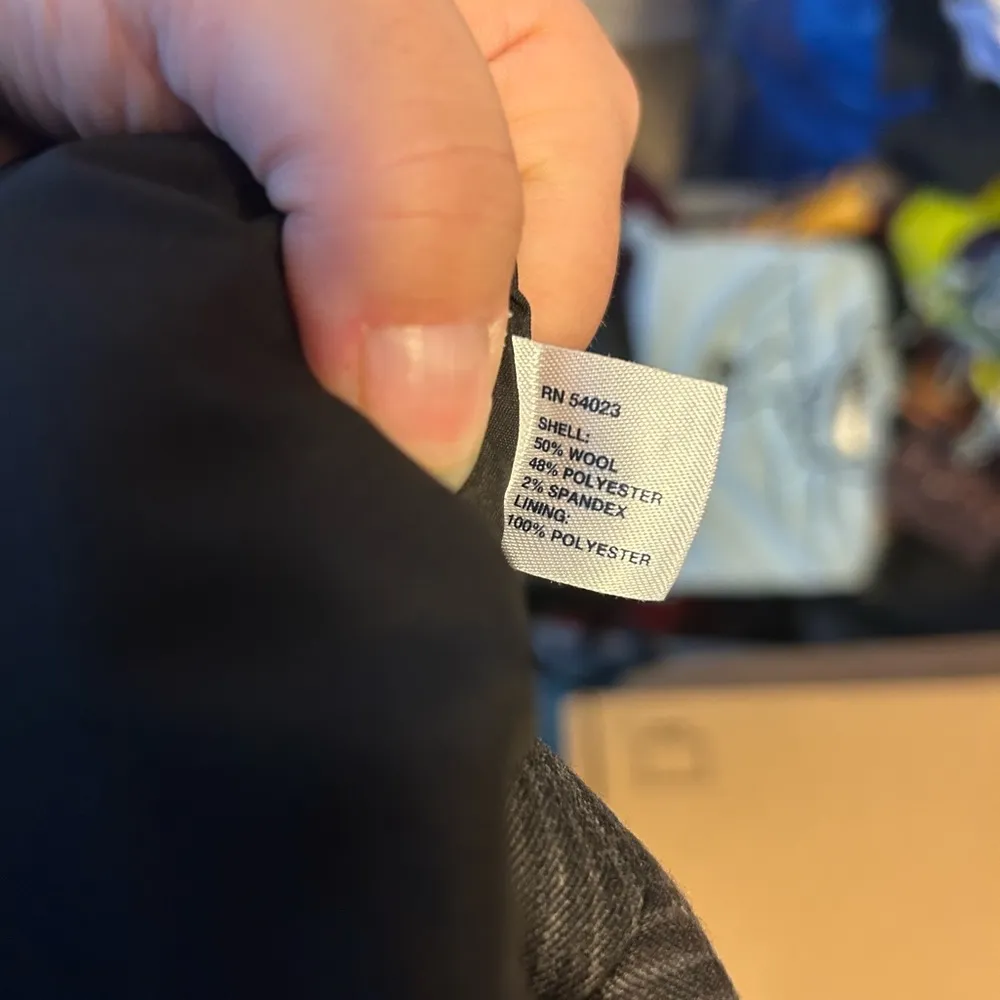 RN 54023
SHELL:
50% WOOL
48% POLYESTER
2% SPANDEX
LINING:
100% POLYESTER